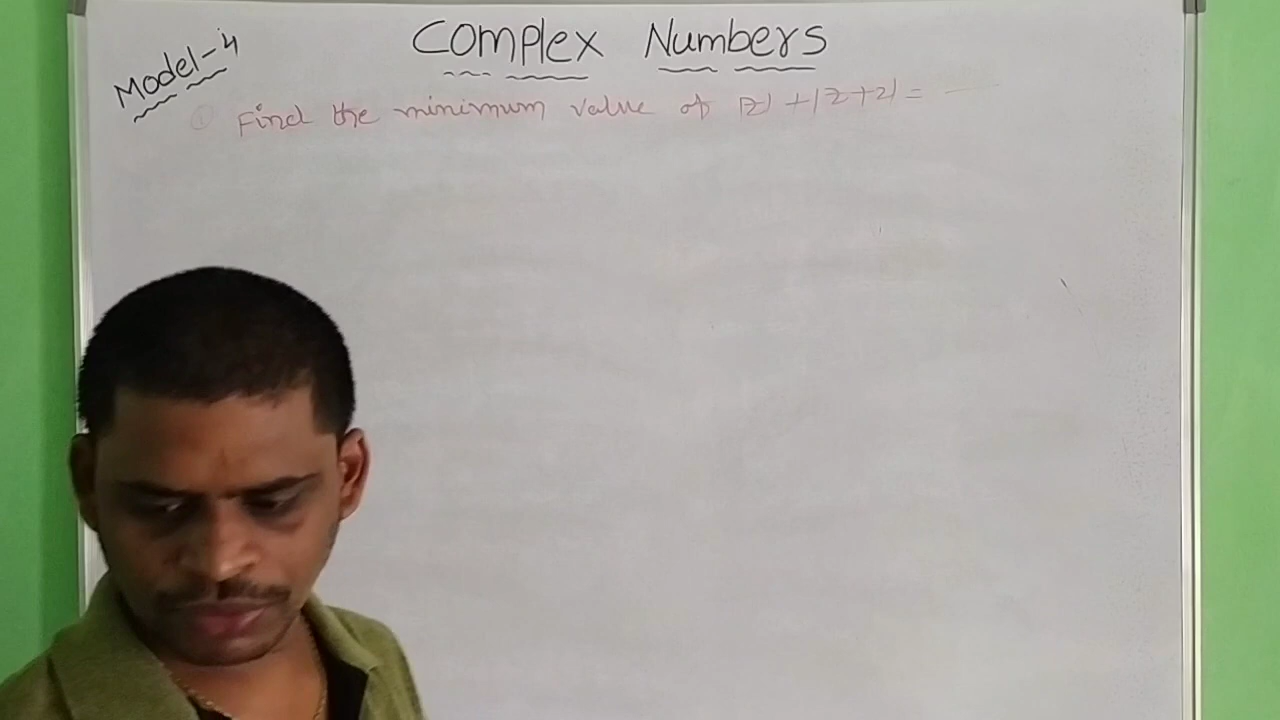 Complex Numbers
Model-4
① Find the minimum value of |z| + |z+2| = —